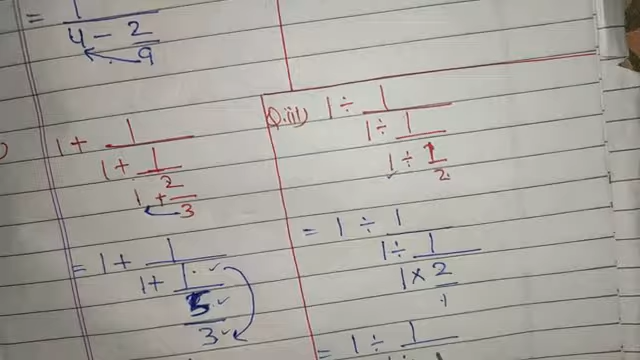 = 1
4 - 2
9
1 + 1
1 + 1
1 + 2
3
= 1 + 1
1 + 1
5
3
Q.iii) 1 ÷ 1
1 ÷ 1
1 ÷ 1
2
= 1 ÷ 1
1 ÷ 1
1 × 2
1
= 1 ÷ 1